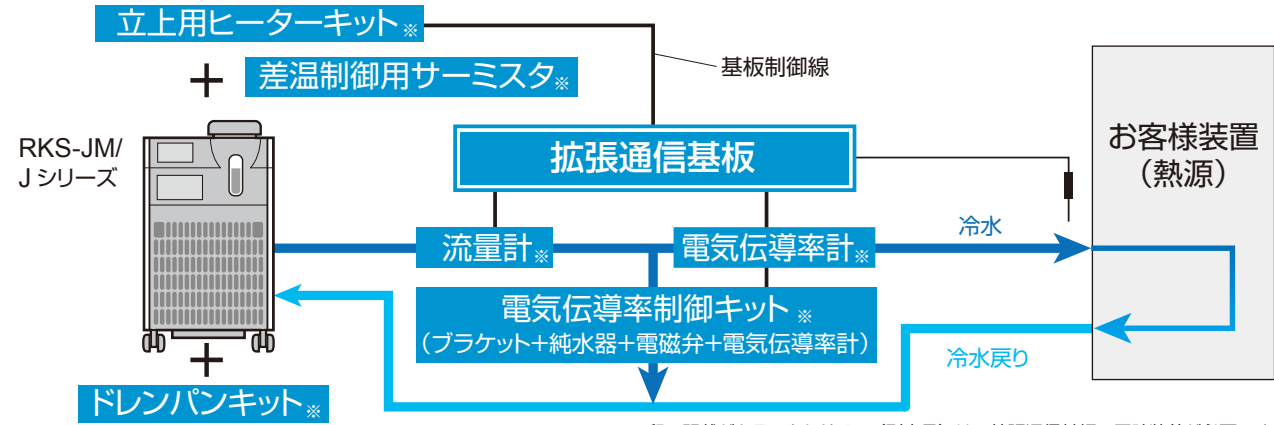 立上用ヒーターキット※
差温制御用サーミスタ※
基板制御線
RKS-JM/
Jシリーズ
拡張通信基板
お客様装置
（熱源）
流量計※
電気伝導率計※
冷水
電気伝導率制御キット※
（ブラケット＋純水器＋電磁弁＋電気伝導率計）
冷水戻り
ドレンパンキット※